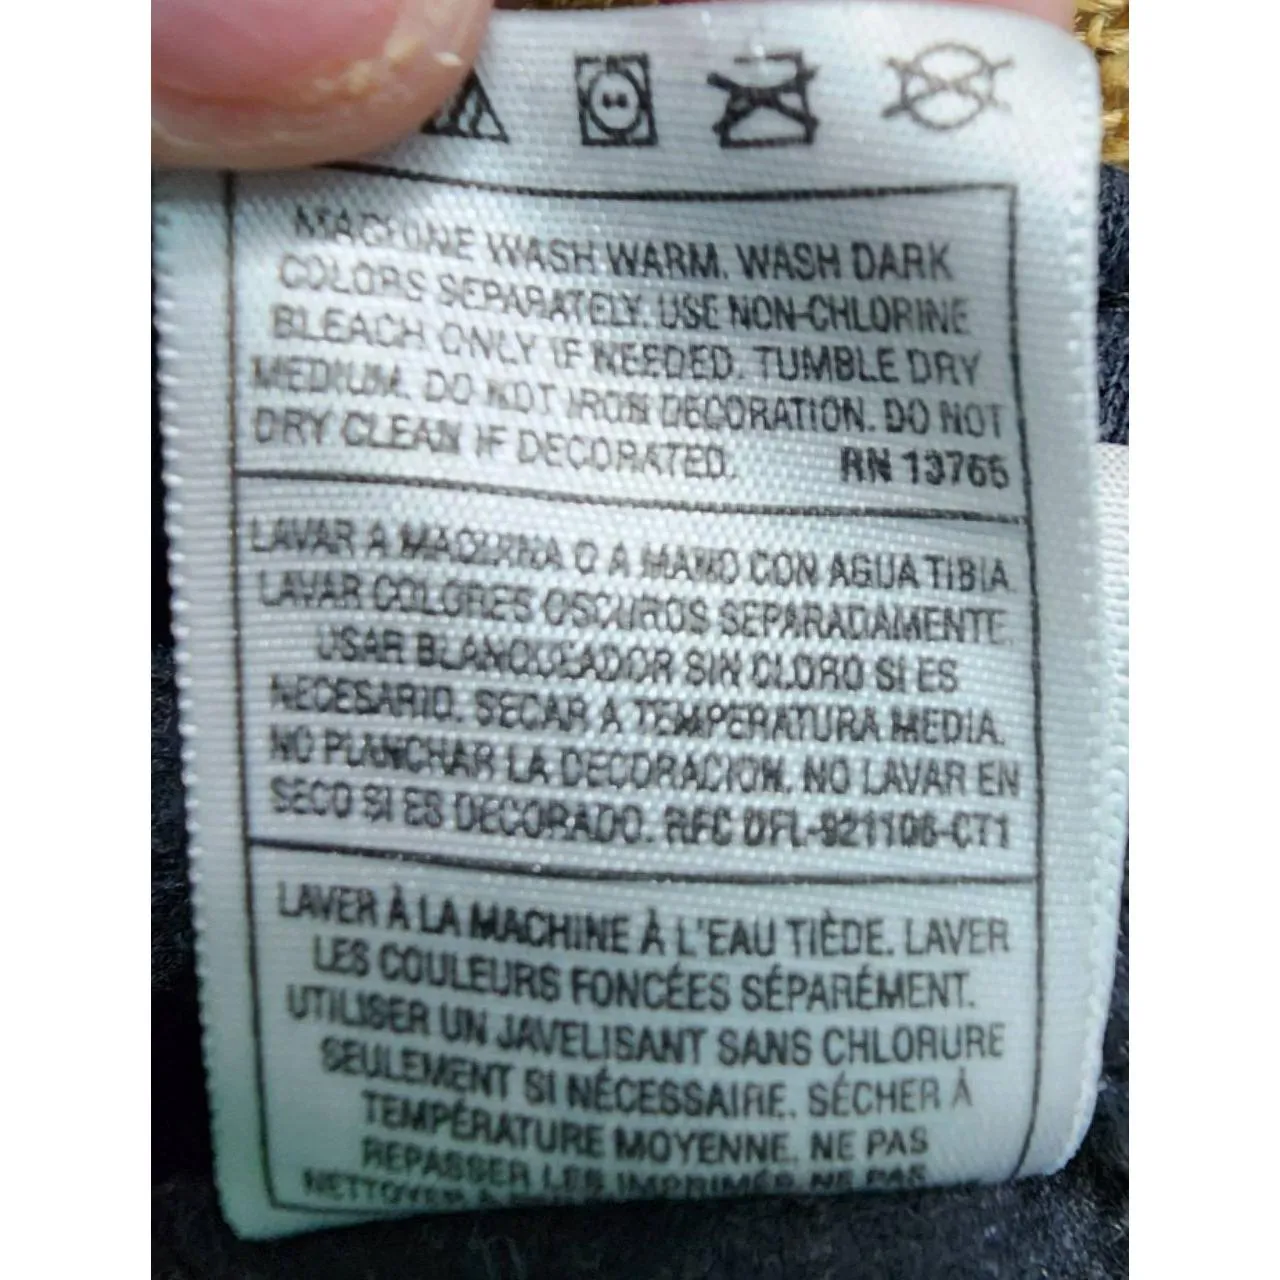 MACHINE WASH WARM. WASH DARK
COLORS SEPARATELY. USE NON-CHLORINE
BLEACH ONLY IF NEEDED. TUMBLE DRY
MEDIUM. DO NOT IRON DECORATION. DO NOT
DRY CLEAN IF DECORATED. RN 13765
LAVAR A MAQUINA O A MANO CON AGUA TIBIA.
LAVAR COLORES OSCUROS SEPARADAMENTE.
USAR BLANQUEADOR SIN CLORO SI ES
NECESARIO. SECAR A TEMPERATURA MEDIA.
NO PLANCHAR LA DECORACION. NO LAVAR EN
SECO SI ES DECORADO. RFC DFL-921106-CT1
LAVER À LA MACHINE À L'EAU TIÈDE. LAVER
LES COULEURS FONCÉES SÉPARÉMENT.
UTILISER UN JAVELISANT SANS CHLORURE
SEULEMENT SI NÉCESSAIRE. SÉCHER À
TEMPÉRATURE MOYENNE. NE PAS
REPASSER LES IMPRIMÉS. NE PAS
NETTOYER À